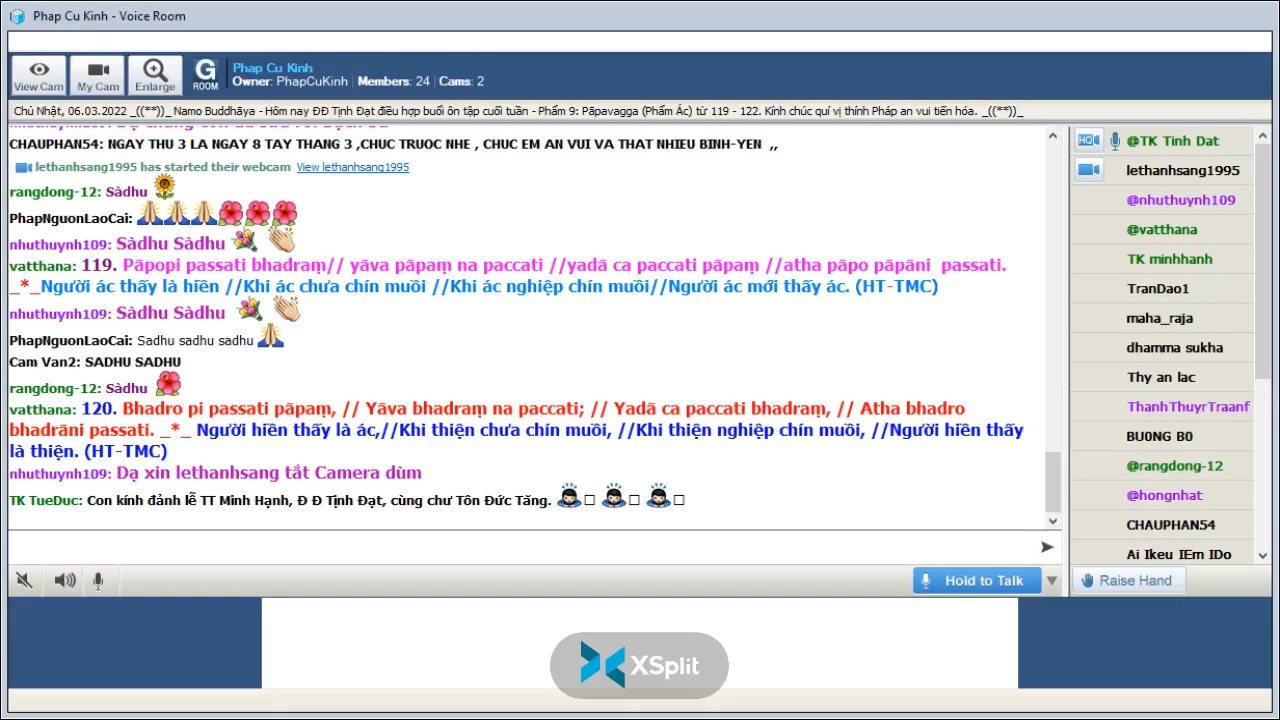 Phap Cu Kinh - Voice Room
View Cam
My Cam
Enlarge
G
ROOM
Phap Cu Kinh
Owner: PhapCuKinh | Members: 24 | Cams: 2
Chủ Nhật, 06.03.2022 _((**))_ Namo Buddhāya - Hôm nay ĐĐ Tịnh Đạt điều hợp buổi ôn tập cuối tuần - Phẩm 9: Pāpavagga (Phẩm Ác) từ 119 - 122. Kính chúc quí vị thính Pháp an vui tiến hóa. _((**))_
CHAUPHAN54: NGAY THU 3 LA NGAY 8 TAY THANG 3 ,CHUC TRUOC NHE , CHUC EM AN VUI VA THAT NHIEU BINH-YEN ,,
lethanhsang1995 has started their webcam View lethanhsang1995
rangdong-12: Sàdhu
PhapNguonLaoCai:
nhuthuynh109: Sàdhu Sàdhu
vatthana: 119. Pāpopi passati bhadraṃ// yāva pāpaṃ na paccati //yadā ca paccati pāpaṃ //atha pāpo pāpāni passati.
_*_Người ác thấy là hiền //Khi ác chưa chín muồi //Khi ác nghiệp chín muồi//Người ác mới thấy ác. (HT-TMC)
nhuthuynh109: Sàdhu Sàdhu
PhapNguonLaoCai: Sadhu sadhu sadhu
Cam Van2: SADHU SADHU
rangdong-12: Sàdhu
vatthana: 120. Bhadro pi passati pāpaṃ, // Yāva bhadraṃ na paccati; // Yadā ca paccati bhadraṃ, // Atha bhadro
bhadrāni passati. _*_ Người hiền thấy là ác,//Khi thiện chưa chín muồi, //Khi thiện nghiệp chín muồi, //Người hiền thấy
là thiện. (HT-TMC)
nhuthuynh109: Dạ xin lethanhsang tắt Camera dùm
TK TueDuc: Con kính đảnh lễ TT Minh Hạnh, Đ Đ Tịnh Đạt, cùng chư Tôn Đức Tăng.
HD
@TK Tinh Dat
lethanhsang1995
@nhuthuynh109
@vatthana
TK minhhanh
TranDao1
maha_raja
dhamma sukha
Thy an lac
ThanhThuyrTraanf
BU0NG B0
@rangdong-12
@hongnhat
CHAUPHAN54
Ai Ikeu IEm IDo
Hold to Talk
Raise Hand
XSplit